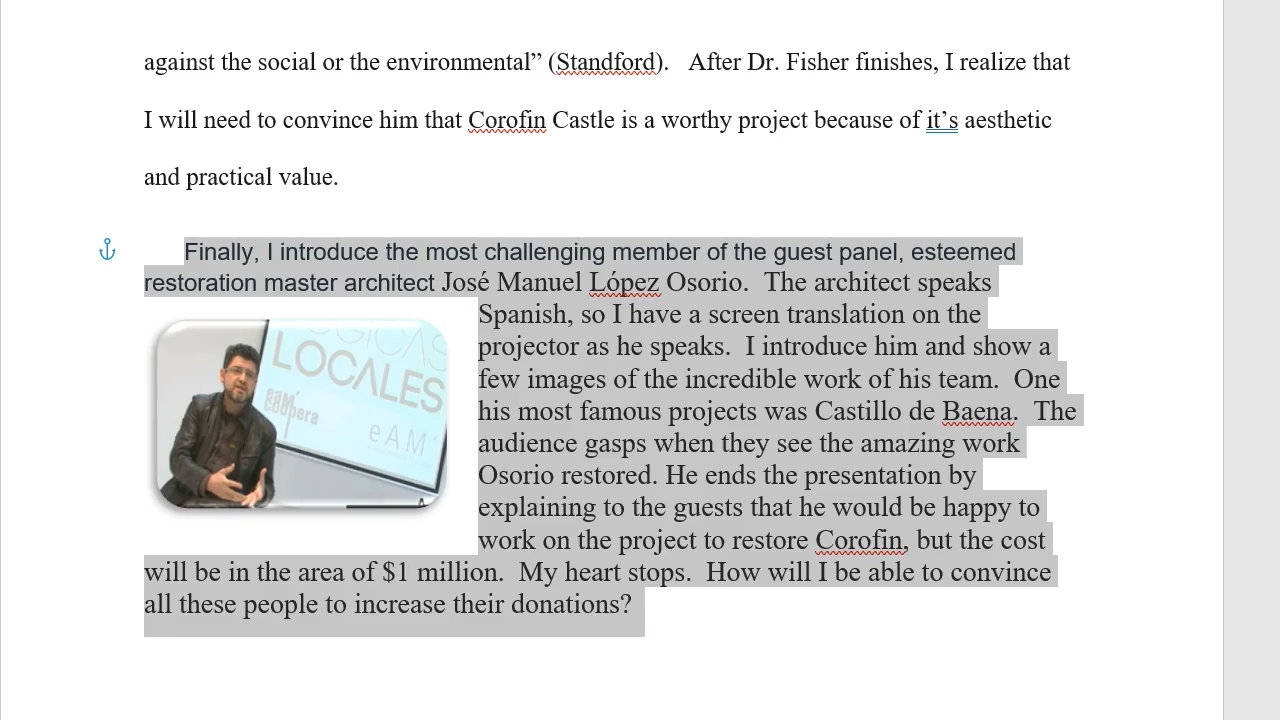 against the social or the environmental” (Standford).   After Dr. Fisher finishes, I realize that
I will need to convince him that Corofin Castle is a worthy project because of it’s aesthetic
and practical value.
Finally, I introduce the most challenging member of the guest panel, esteemed
restoration master architect José Manuel López Osorio.  The architect speaks
Spanish, so I have a screen translation on the
projector as he speaks.  I introduce him and show a
few images of the incredible work of his team.  One
his most famous projects was Castillo de Baena.  The
audience gasps when they see the amazing work
Osorio restored. He ends the presentation by
explaining to the guests that he would be happy to
work on the project to restore Corofin, but the cost
will be in the area of $1 million.  My heart stops.  How will I be able to convince
all these people to increase their donations?
LOCALES
eAM'
coopera
eAM'